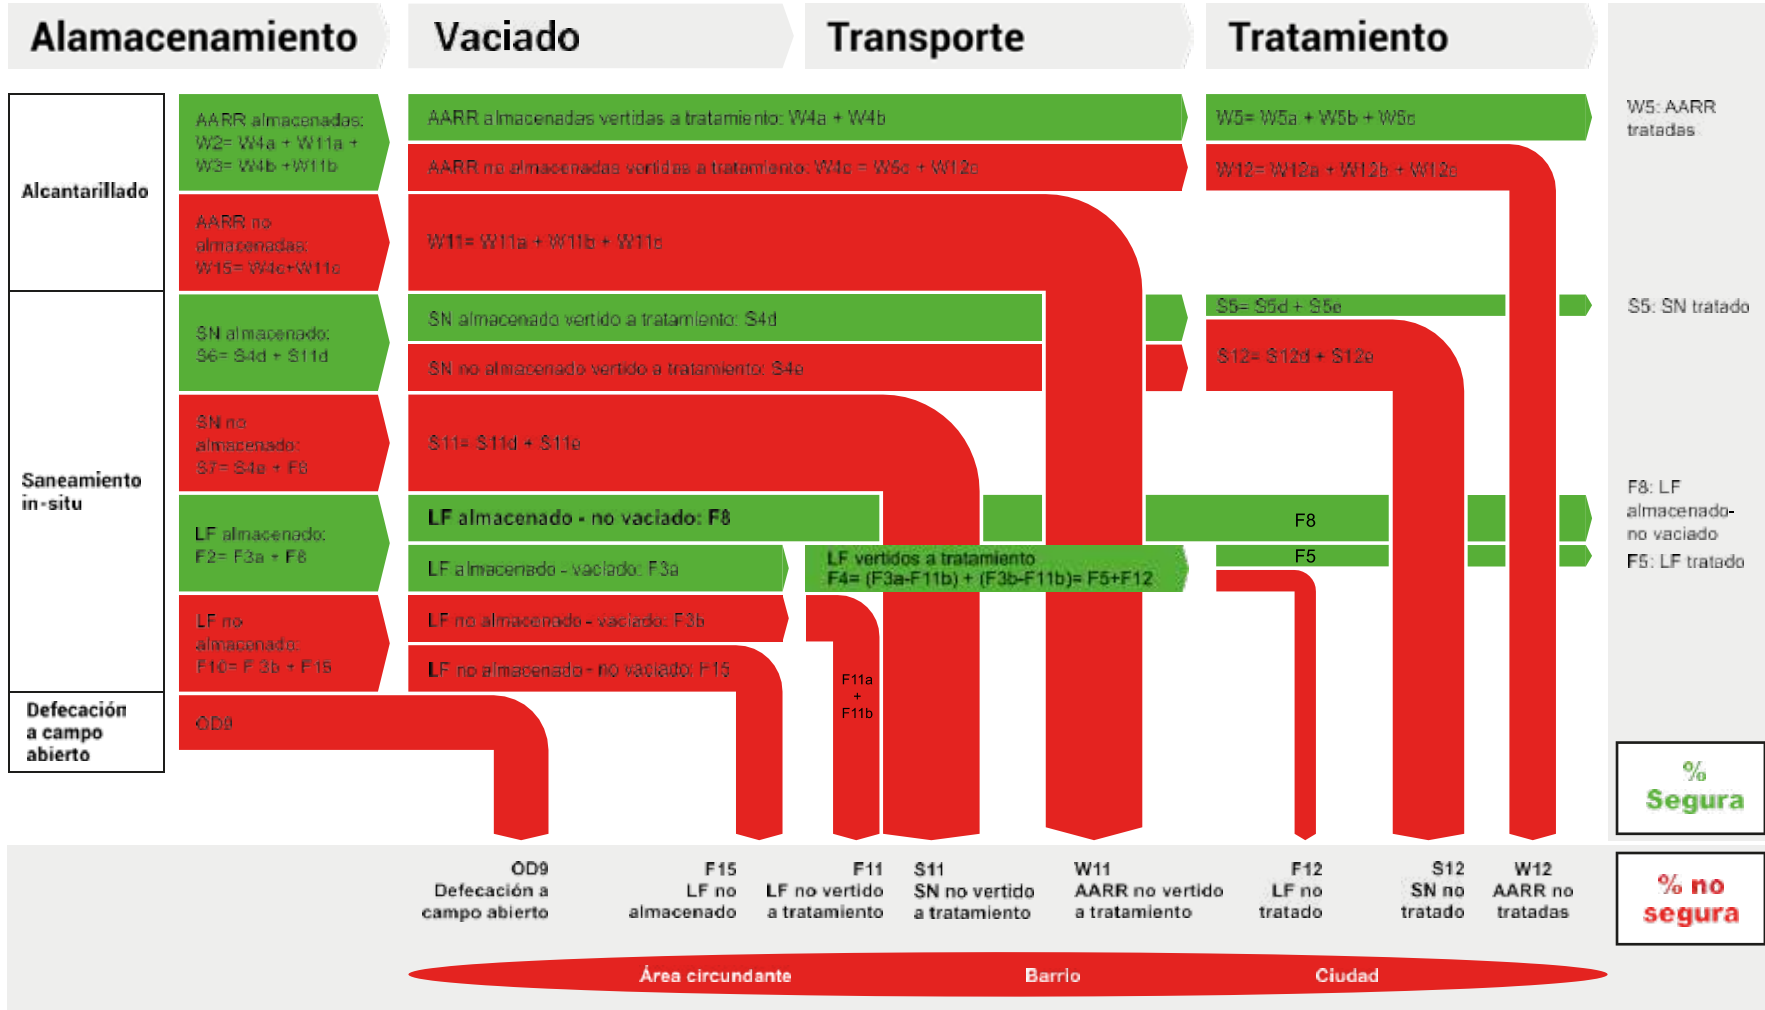 Alamacenamiento
Vaciado
Transporte
Tratamiento
Alcantarillado
AARR almacenadas:
W2= W4a + W11a +
W3= W4b +W11b
AARR almacenadas vertidas a tratamiento: W4a + W4b
W5= W5a + W5b + W5c
W5: AARR
tratadas
AARR no almacenadas vertidas a tratamiento: W4c = W5c + W12c
W12= W12a + W12b + W12c
AARR no
almacenadas:
W15= W4c+W11c
W11= W11a + W11b + W11c
Saneamiento
in-situ
SN almacenado:
S6= S4d + S11d
SN almacenado vertido a tratamiento: S4d
S5= S5d + S5e
S5: SN tratado
SN no almacenado vertido a tratamiento: S4e
S12= S12d + S12e
SN no
almacenado:
S7= S4e + F6
S11= S11d + S11e
LF almacenado:
F2= F3a + F8
LF almacenado - no vaciado: F8
F8
F8: LF
almacenado-
no vaciado
LF almacenado - vaciado: F3a
LF vertidos a tratamiento
F4= (F3a-F11b) + (F3b-F11b)= F5+F12
F5
F5: LF tratado
LF no
almacenado:
F10= F 3b + F15
LF no almacenado - vaciado: F3b
LF no almacenado - no vaciado: F15
F11a
+
F11b
Defecación
a campo
abierto
OD9
%
Segura
OD9
Defecación a
campo abierto
F15
LF no
almacenado
F11
LF no vertido
a tratamiento
S11
SN no vertido
a tratamiento
W11
AARR no vertido
a tratamiento
F12
LF no
tratado
S12
SN no
tratado
W12
AARR no
tratadas
% no
segura
Área circundante
Barrio
Ciudad